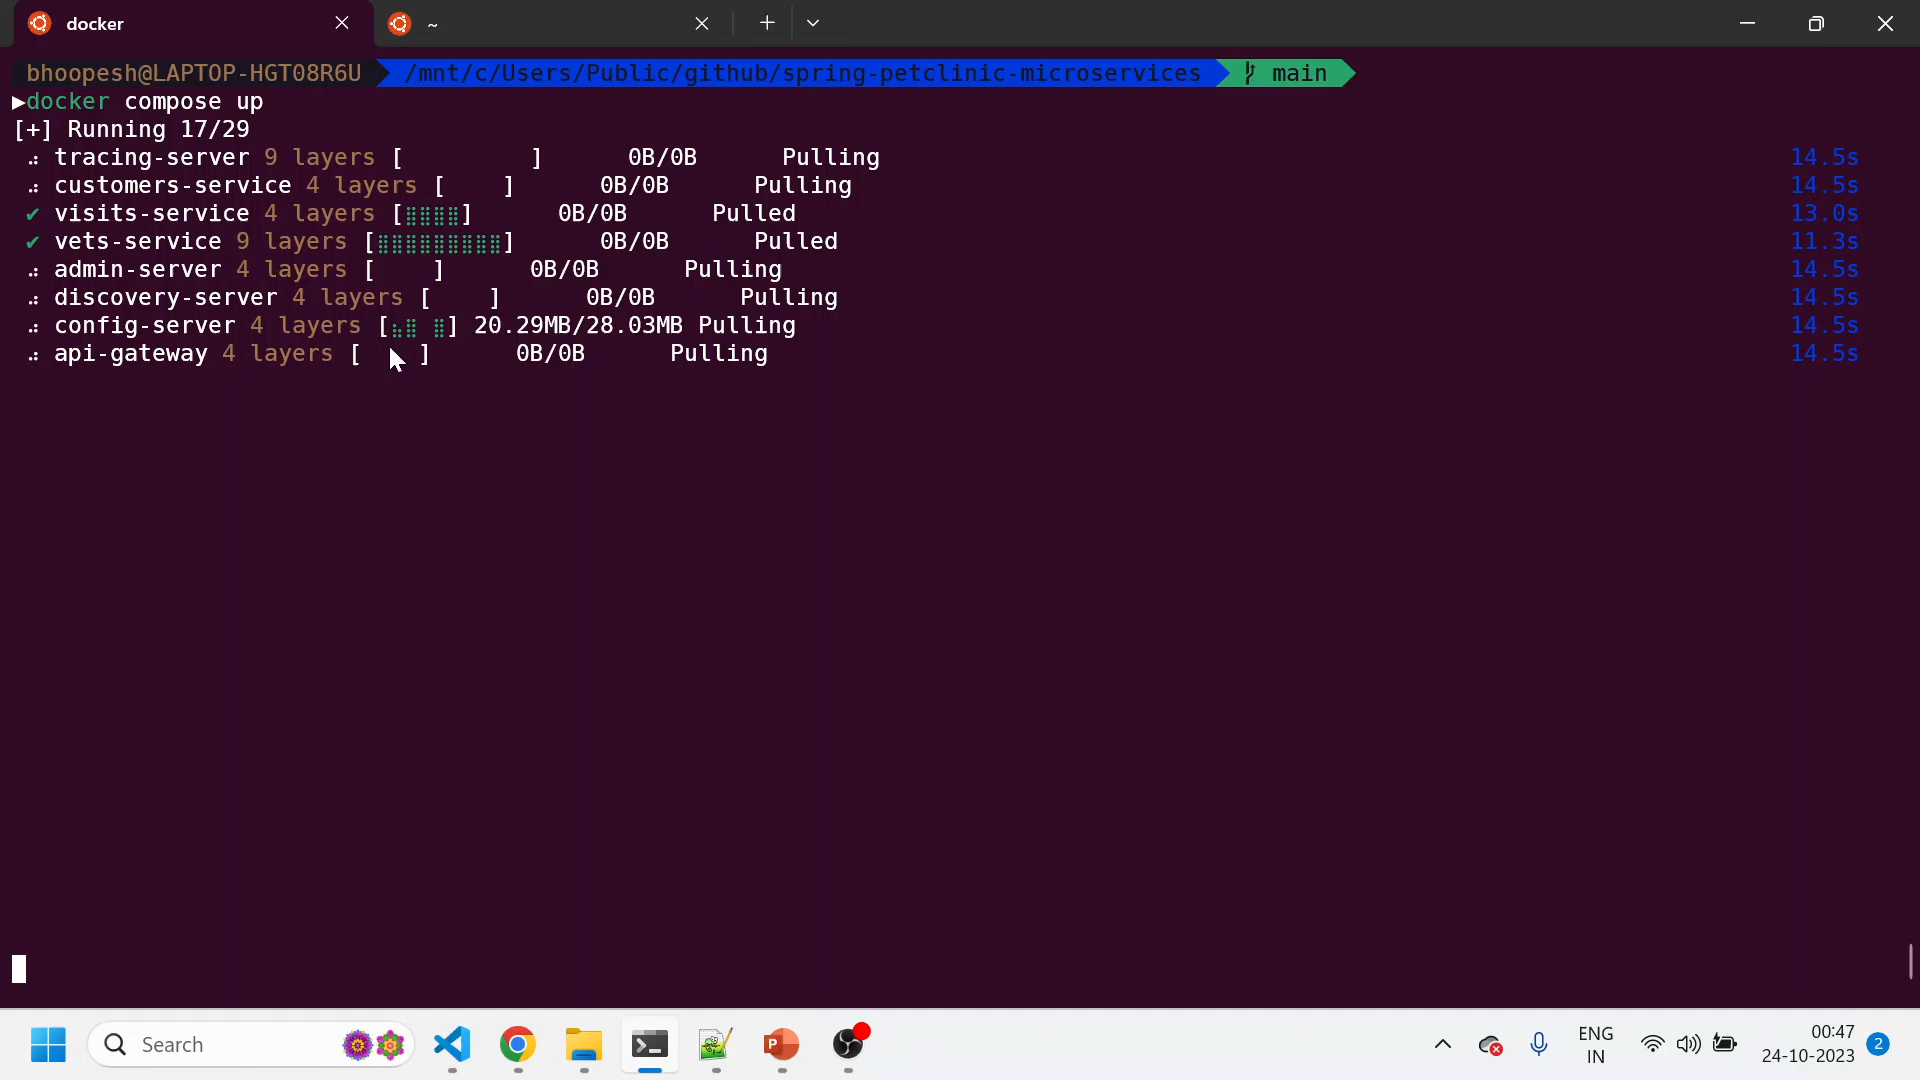 docker ~
bhoopesh@LAPTOP-HGT08R6U /mnt/c/Users/Public/github/spring-petclinic-microservices main
docker compose up
[+] Running 17/29
tracing-server 9 layers [ ] 0B/0B Pulling 14.5s
customers-service 4 layers [ ] 0B/0B Pulling 14.5s
✔ visits-service 4 layers [⣿⣿⣿⣿] 0B/0B Pulled 13.0s
✔ vets-service 9 layers [⣿⣿⣿⣿⣿⣿⣿⣿⣿] 0B/0B Pulled 11.3s
admin-server 4 layers [ ] 0B/0B Pulling 14.5s
discovery-server 4 layers [ ] 0B/0B Pulling 14.5s
config-server 4 layers [⣦⣿ ⣿] 20.29MB/28.03MB Pulling 14.5s
api-gateway 4 layers [ ] 0B/0B Pulling 14.5s
Search
P
ENG
IN
00:47
24-10-2023
2